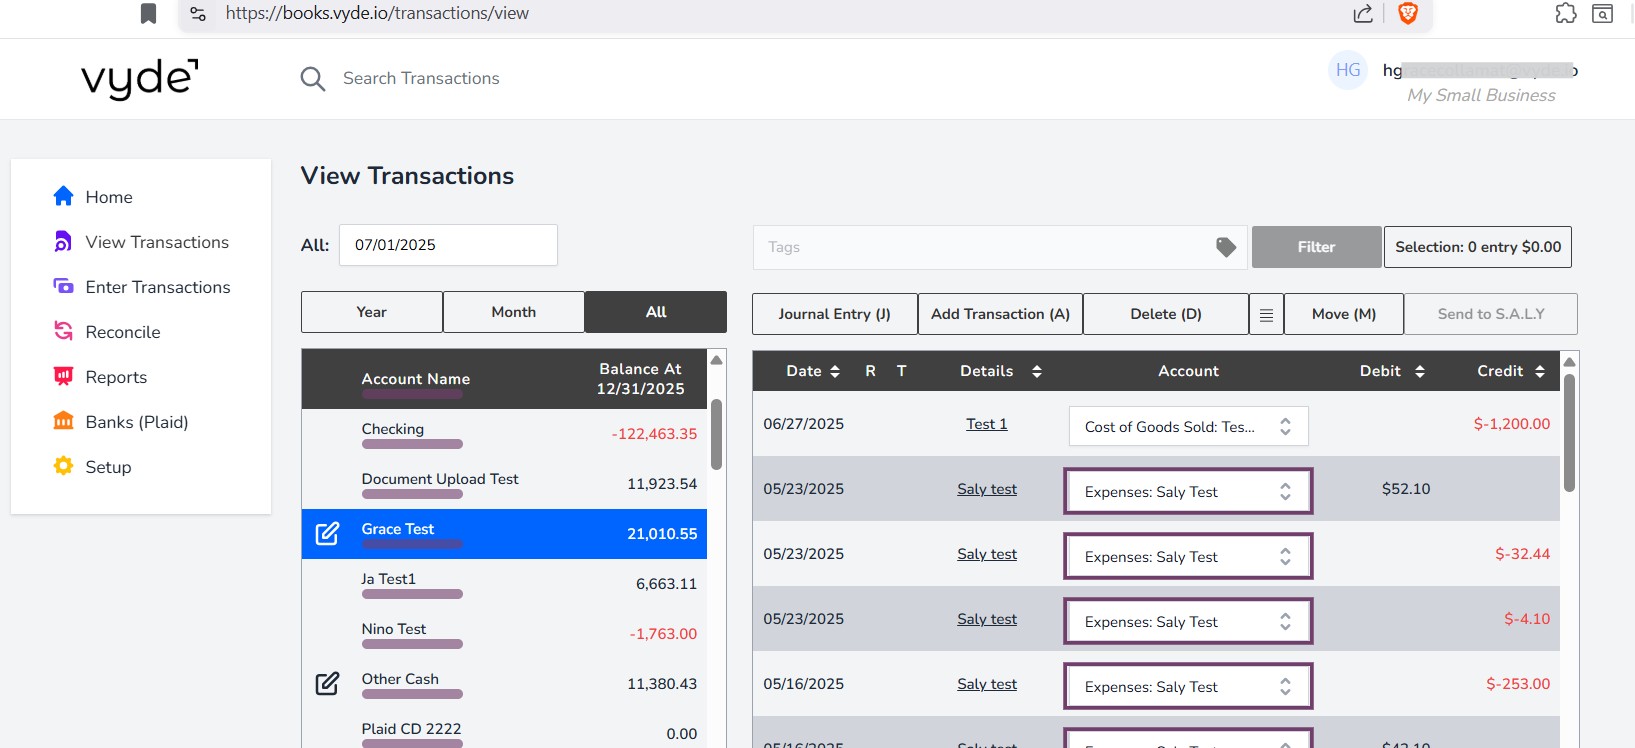 https://books.vyde.io/transactions/view
vyde
Search Transactions
HG
My Small Business
Home
View Transactions
Enter Transactions
Reconcile
Reports
Banks (Plaid)
Setup
View Transactions
All: 07/01/2025
Year Month All
Tags Filter Selection: 0 entry $0.00
Journal Entry (J) Add Transaction (A) Delete (D) Move (M) Send to S.A.L.Y
Account Name Balance At
12/31/2025
Checking -122,463.35
Document Upload Test 11,923.54
Grace Test 21,010.55
Ja Test1 6,663.11
Nino Test -1,763.00
Other Cash 11,380.43
Plaid CD 2222 0.00
Date R T Details Account Debit Credit
06/27/2025 Test 1 Cost of Goods Sold: Tes... $-1,200.00
05/23/2025 Saly test Expenses: Saly Test $52.10
05/23/2025 Saly test Expenses: Saly Test $-32.44
05/23/2025 Saly test Expenses: Saly Test $-4.10
05/16/2025 Saly test Expenses: Saly Test $-253.00